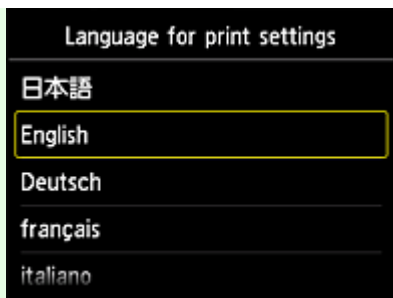 Language for print settings
日本語
English
Deutsch
français
italiano